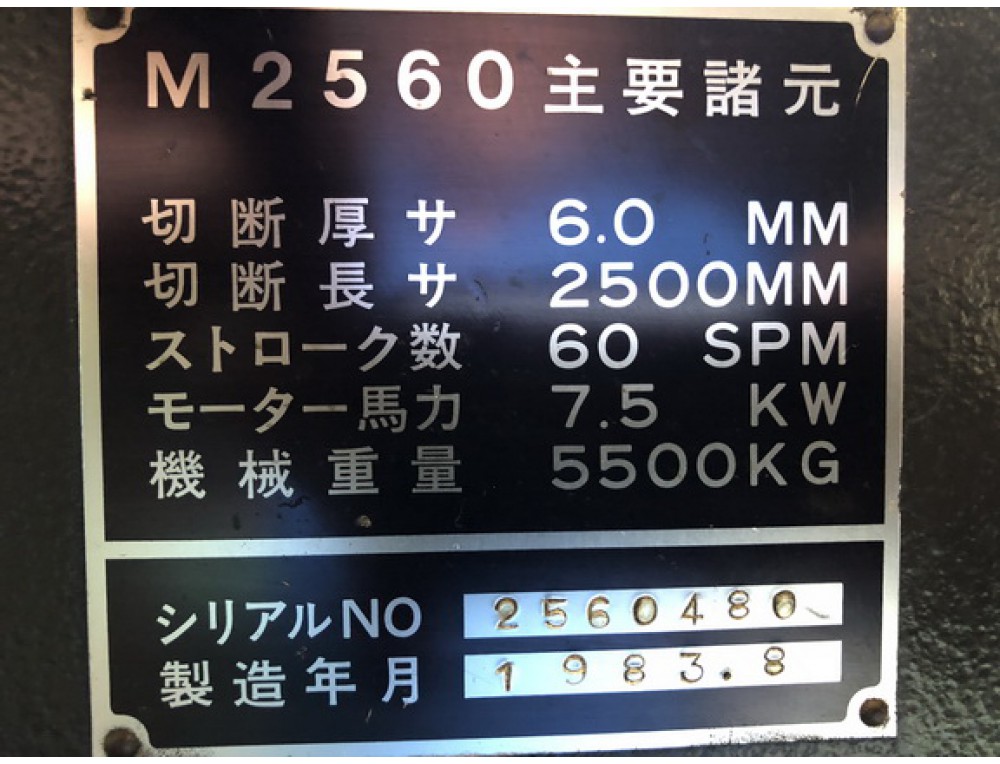 M2560主要諸元
切断厚サ 6.0 MM
切断長サ 2500MM
ストローク数 60 SPM
モーター馬力 7.5 KW
機械重量 5500KG
シリアルNO 2560480
製造年月 1983.8